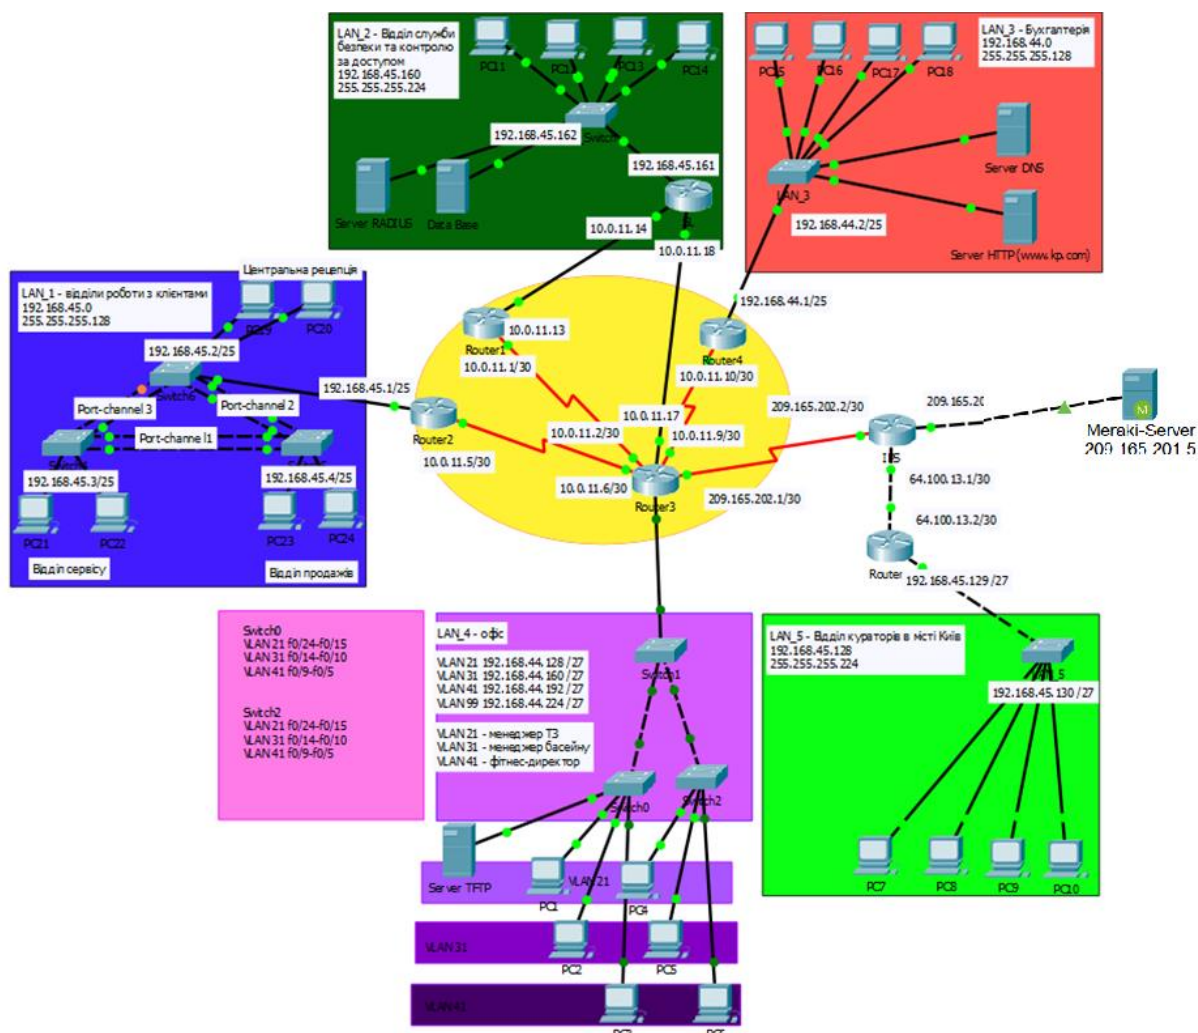 LAN_2 - Відділ служби
безпеки та контролю
за доступом
192.168.45.160
255.255.255.224
PC11
PC12
PC13
PC14
192.168.45.162
Switch
192.168.45.161
Server RADIUS
Data Base
10.0.11.14
10.0.11.18
LAN_3 - Бухгалтерія
192.168.44.0
255.255.255.128
PC15
PC16
PC17
PC18
Server DNS
LAN_3
192.168.44.2/25
Server HTTP (www.kp.com)
LAN_1 - відділи роботи з клієнтами
192.168.45.0
255.255.255.128
Центральна рецепція
PC19
PC20
192.168.45.2/25
Switch6
Port-channel 3
Port-channel 2
Port-channel1
192.168.45.3/25
192.168.45.4/25
PC21
PC22
PC23
PC24
Відділ сервісу
Відділ продажів
192.168.45.1/25
Router2
10.0.11.5/30
10.0.11.13
Router1
10.0.11.1/30
192.168.44.1/25
Router4
10.0.11.10/30
10.0.11.17
10.0.11.2/30
10.0.11.9/30
10.0.11.6/30
Router3
209.165.202.2/30
209.165.202.1/30
209.165.20
Meraki-Server
209.165.201.5
64.100.13.1/30
64.100.13.2/30
Router
192.168.45.129 /27
Switch0
VLAN 21 f0/24-f0/15
VLAN 31 f0/14-f0/10
VLAN 41 f0/9-f0/5
Switch2
VLAN 21 f0/24-f0/15
VLAN 31 f0/14-f0/10
VLAN 41 f0/9-f0/5
LAN_4 - офіс
VLAN 21 192.168.44.128 /27
VLAN 31 192.168.44.160 /27
VLAN 41 192.168.44.192 /27
VLAN 99 192.168.44.224 /27
VLAN 21 - менеджер ТЗ
VLAN 31 - менеджер басейну
VLAN 41 - фітнес-директор
Switch1
Switch0
Switch2
Server TFTP
PC1
VLAN 21
PC4
VLAN 31
PC2
PC5
VLAN 41
LAN_5 - Відділ кураторів в місті Київ
192.168.45.128
255.255.255.224
192.168.45.130 /27
PC7
PC8
PC9
PC10